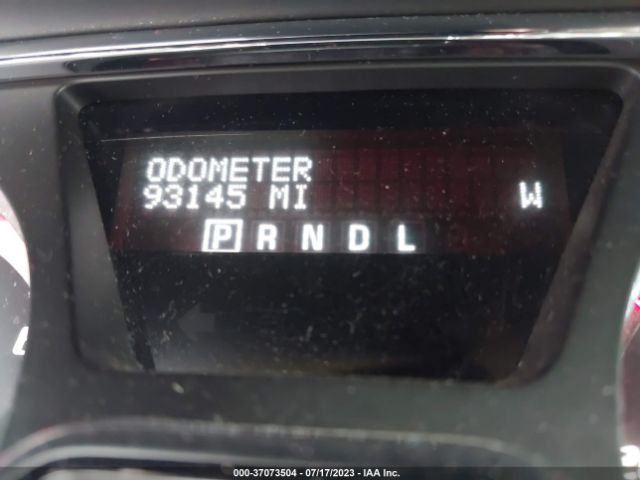 ODOMETER
93145 MI W
P R N D L
000-37073504 - 07/17/2023 - IAA Inc.